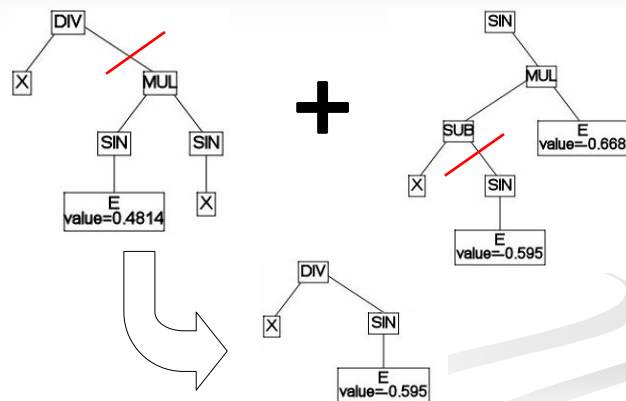 DIV
X
MUL
SIN
SIN
E
value=0.4814
X
SIN
MUL
SUB
E
value=-0.668
X
SIN
E
value=-0.595
DIV
X
SIN
E
value=-0.595